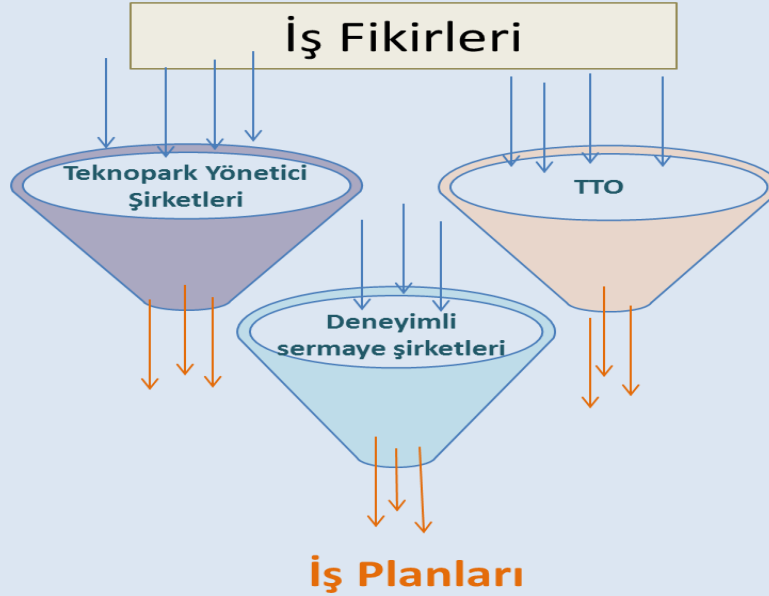 İş Fikirleri
Teknopark Yönetici
Şirketleri
TTO
Deneyimli
sermaye şirketleri
İş Planları